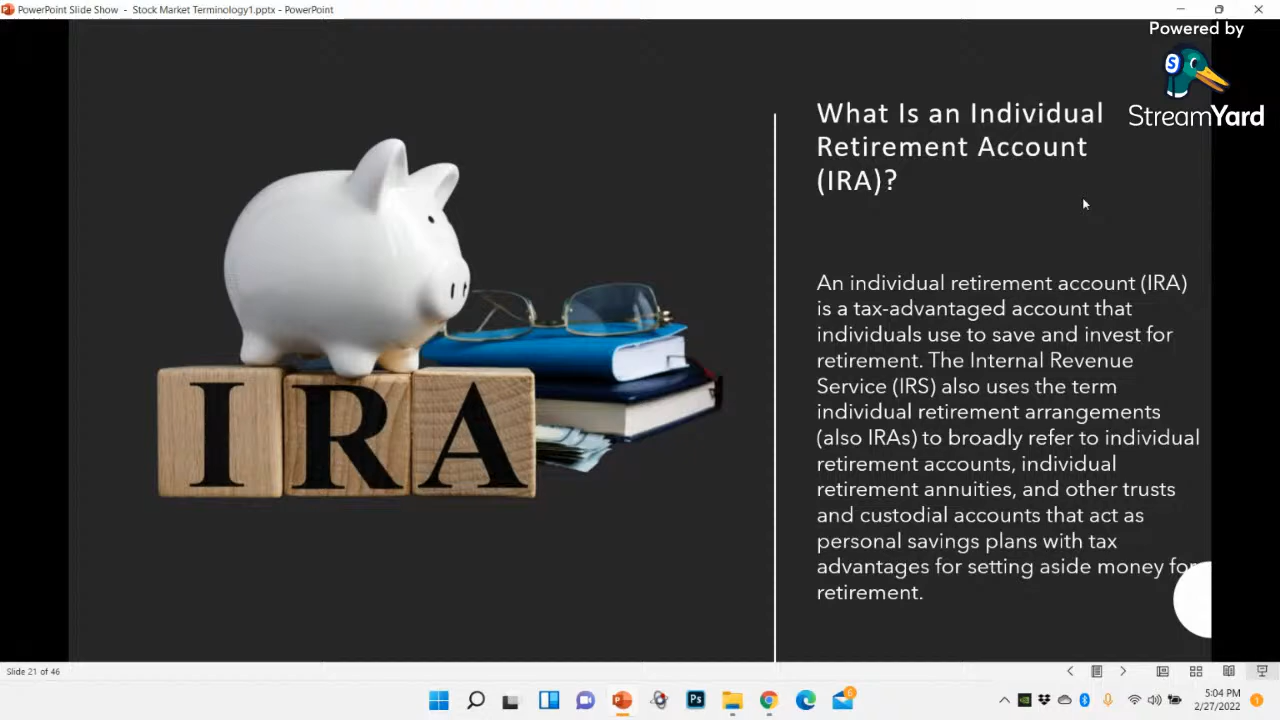 PowerPoint Slide Show - Stock Market Terminology1.pptx - PowerPoint
Powered by
S
StreamYard
What Is an Individual
Retirement Account
(IRA)?
An individual retirement account (IRA)
is a tax-advantaged account that
individuals use to save and invest for
retirement. The Internal Revenue
Service (IRS) also uses the term
individual retirement arrangements
(also IRAs) to broadly refer to individual
retirement accounts, individual
retirement annuities, and other trusts
and custodial accounts that act as
personal savings plans with tax
advantages for setting aside money for
retirement.
IRA
Slide 21 of 46
Ps
6
5:04 PM
2/27/2022
1